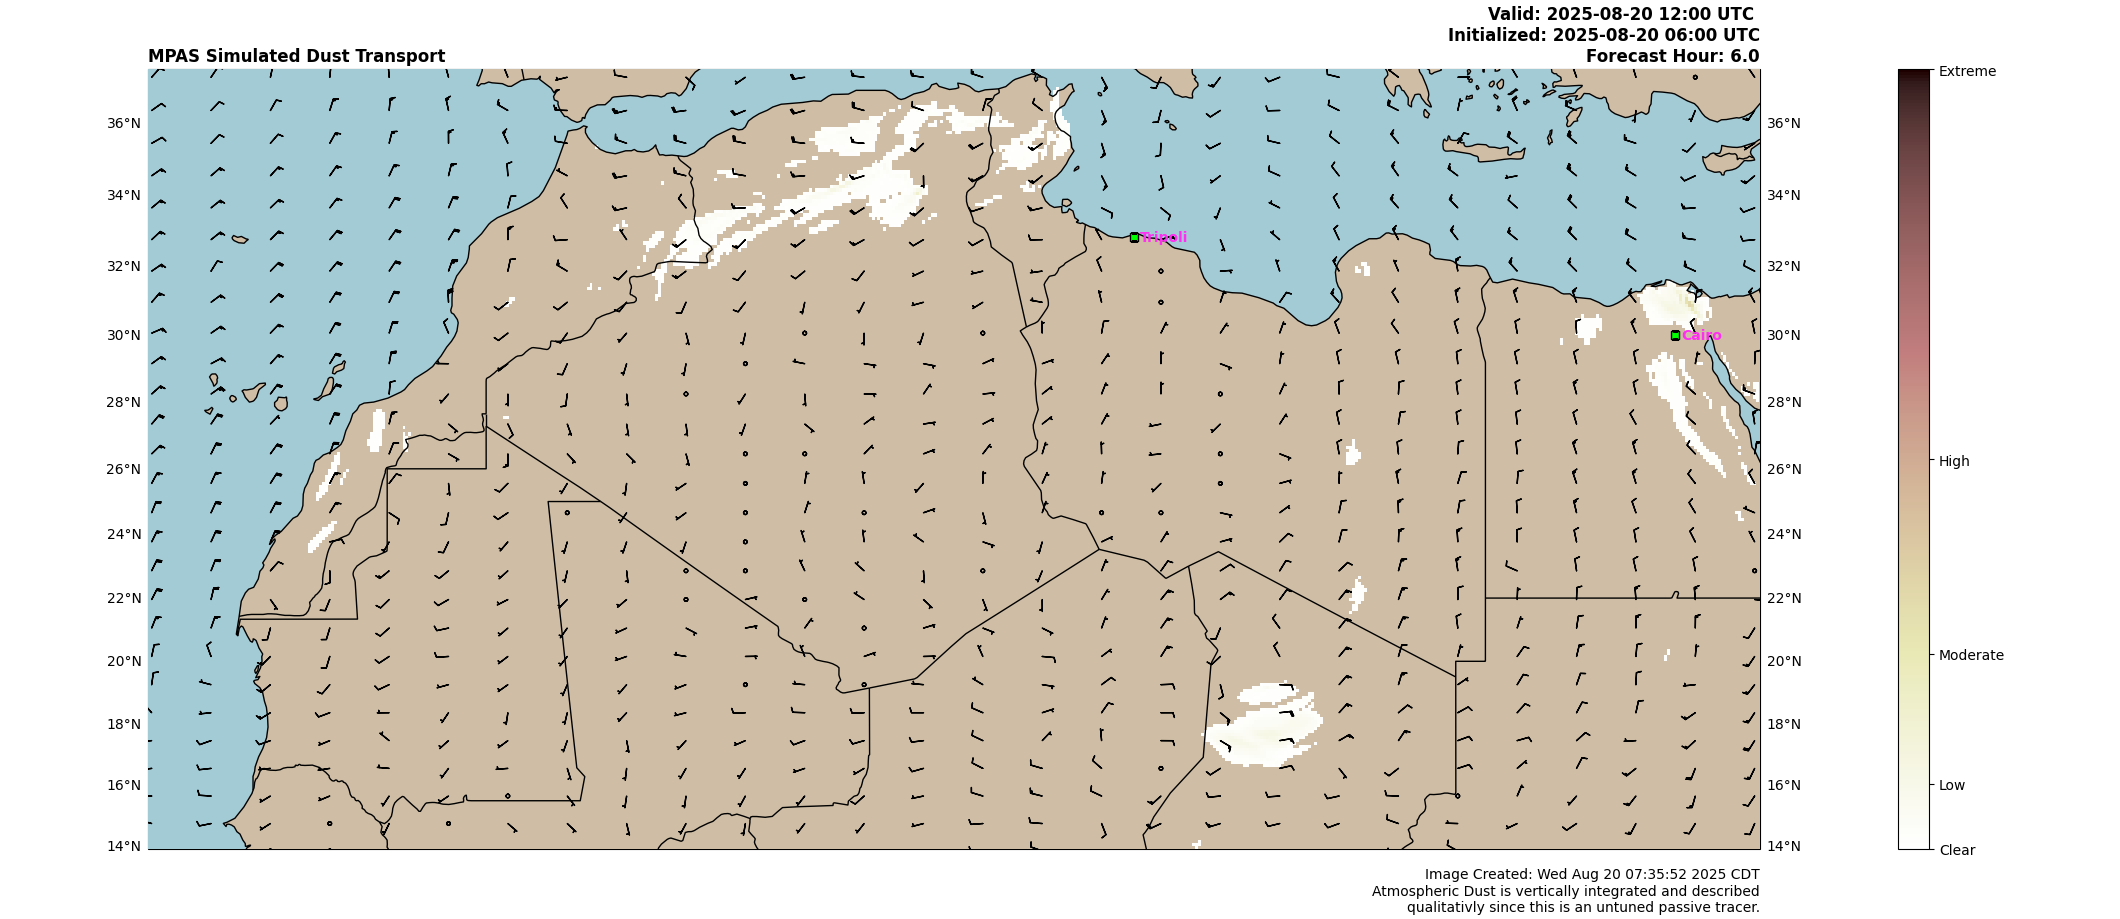 Valid: 2025-08-20 12:00 UTC
Initialized: 2025-08-20 06:00 UTC
MPAS Simulated Dust Transport
Forecast Hour: 6.0
Extreme
36°N
36°N
34°N
34°N
Tripoli
32°N
32°N
30°N
Cairo
30°N
28°N
28°N
26°N
26°N
High
24°N
24°N
22°N
22°N
20°N
20°N
Moderate
18°N
18°N
16°N
16°N
Low
14°N
14°N
Clear
Image Created: Wed Aug 20 07:35:52 2025 CDT
Atmospheric Dust is vertically integrated and described
qualitativly since this is an untuned passive tracer.